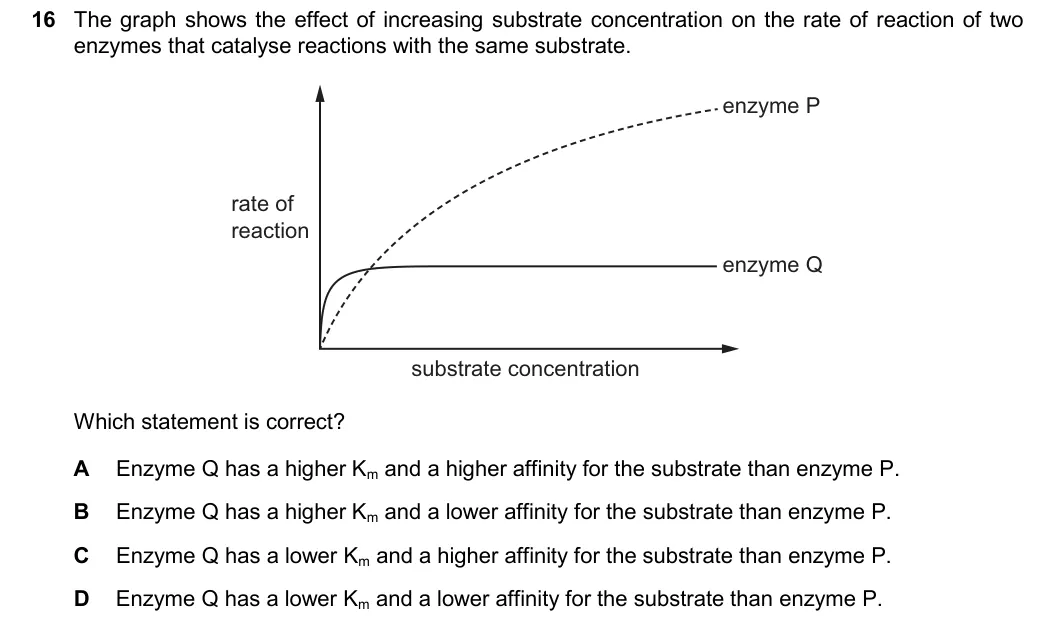 16 The graph shows the effect of increasing substrate concentration on the rate of reaction of two
enzymes that catalyse reactions with the same substrate.
enzyme P
rate of
reaction
enzyme Q
substrate concentration
Which statement is correct?
A Enzyme Q has a higher Km and a higher affinity for the substrate than enzyme P.
B Enzyme Q has a higher Km and a lower affinity for the substrate than enzyme P.
C Enzyme Q has a lower Km and a higher affinity for the substrate than enzyme P.
D Enzyme Q has a lower Km and a lower affinity for the substrate than enzyme P.